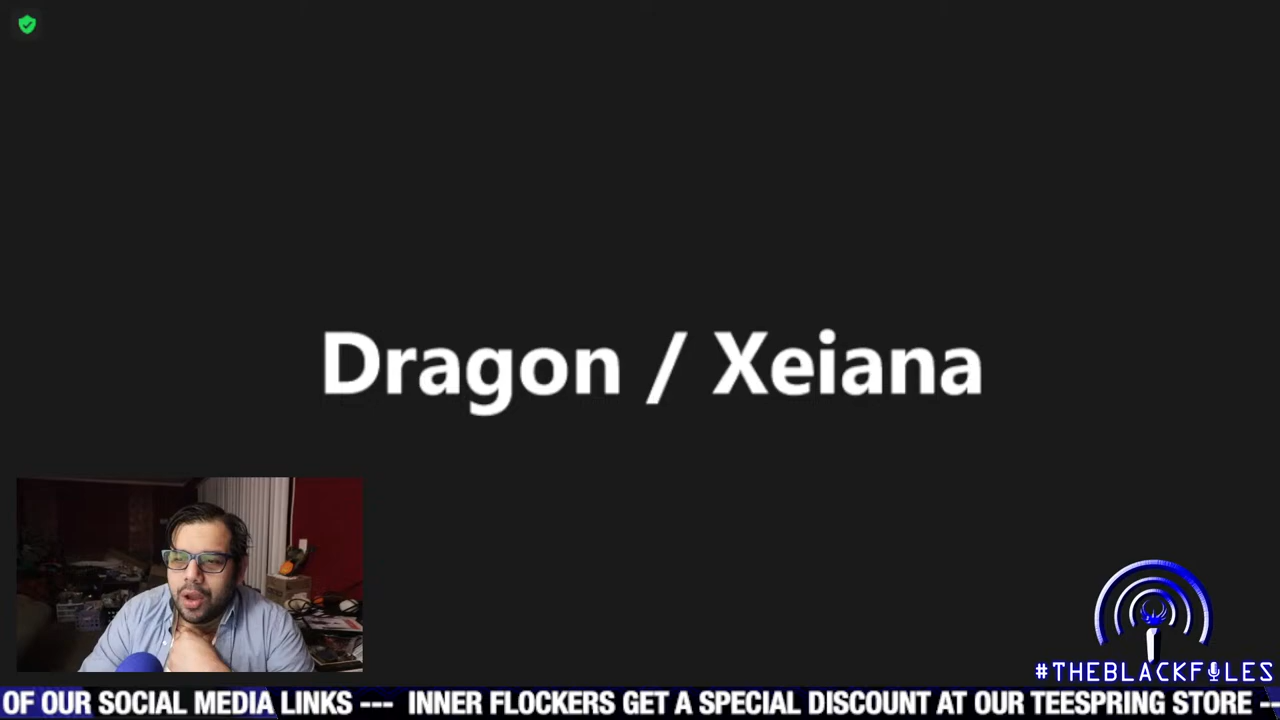 Dragon / Xeiana
#THEBLACKFILES
OF OUR SOCIAL MEDIA LINKS --- INNER FLOCKERS GET A SPECIAL DISCOUNT AT OUR TEESPRING STORE --